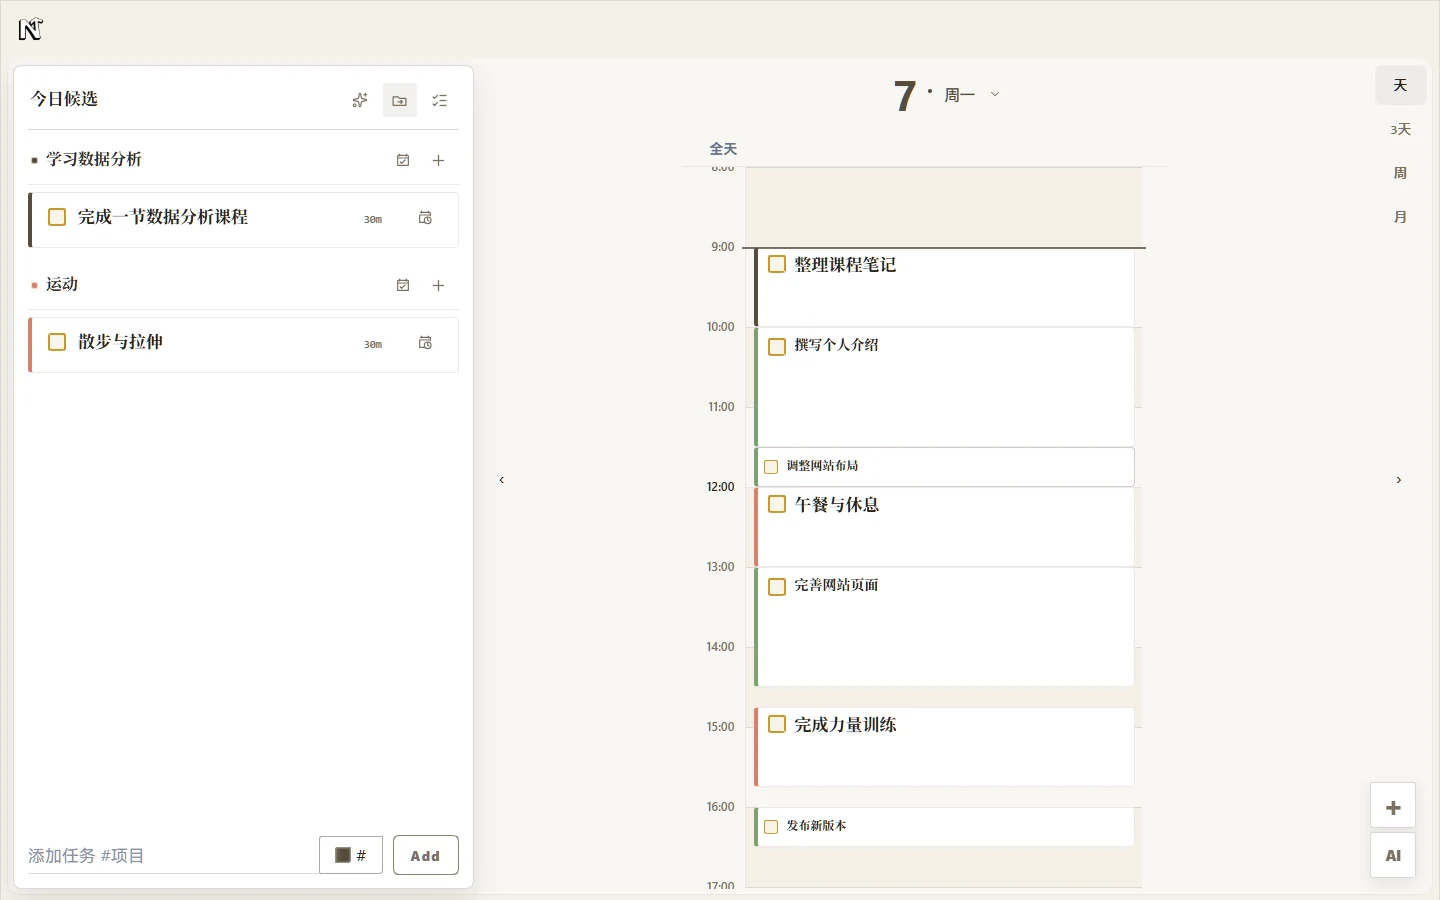 N
今日候选
学习数据分析
完成一节数据分析课程
30m
运动
散步与拉伸
30m
添加任务 #项目
#
Add
7 · 周一
全天
8:00
9:00
整理课程笔记
10:00
撰写个人介绍
11:00
调整网站布局
12:00
午餐与休息
13:00
完善网站页面
14:00
15:00
完成力量训练
16:00
发布新版本
17:00
‹
›
天
3天
周
月
+
AI